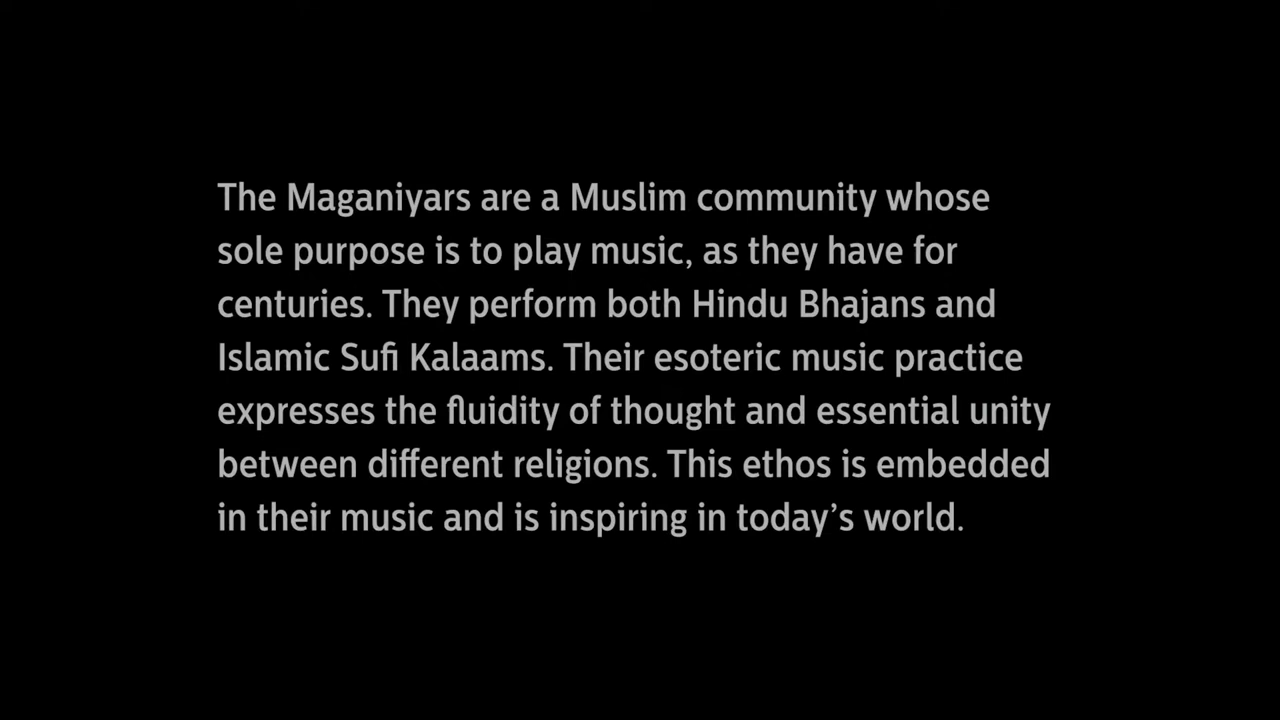 The Maganiyars are a Muslim community whose
sole purpose is to play music, as they have for
centuries. They perform both Hindu Bhajans and
Islamic Sufi Kalaams. Their esoteric music practice
expresses the fluidity of thought and essential unity
between different religions. This ethos is embedded
in their music and is inspiring in today’s world.